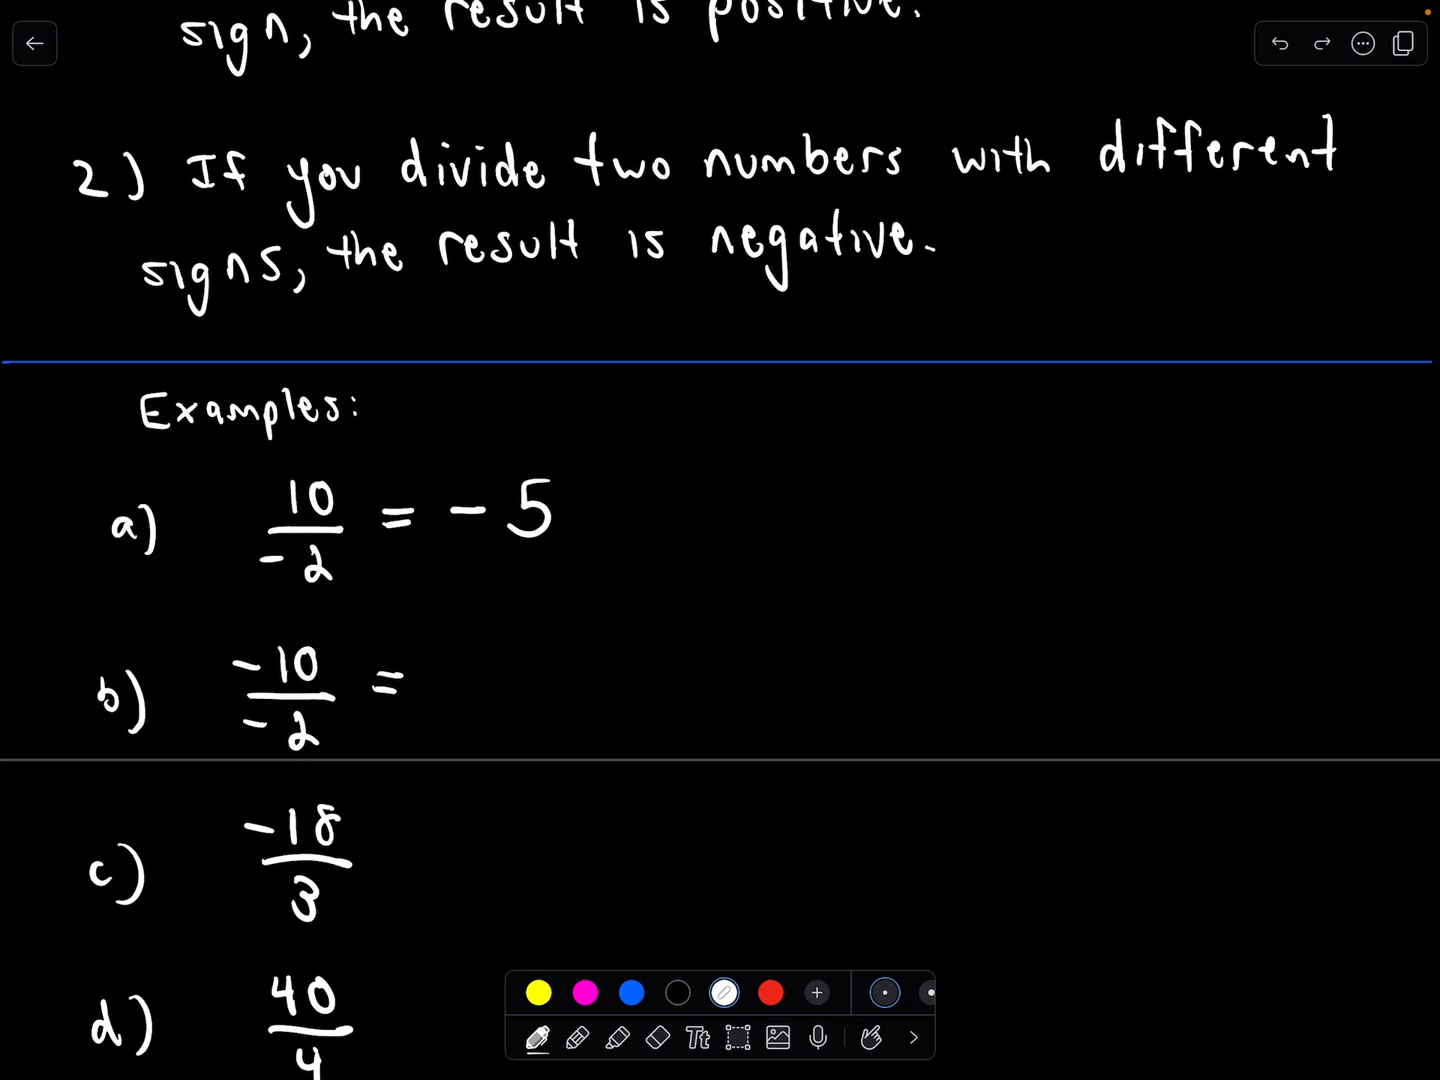 sign, the result is positive.
2) If you divide two numbers with different
signs, the result is negative.
Examples:
a) 10/-2 = -5
b) -10/-2 =
c) -18/3
d) 40/4
Tt